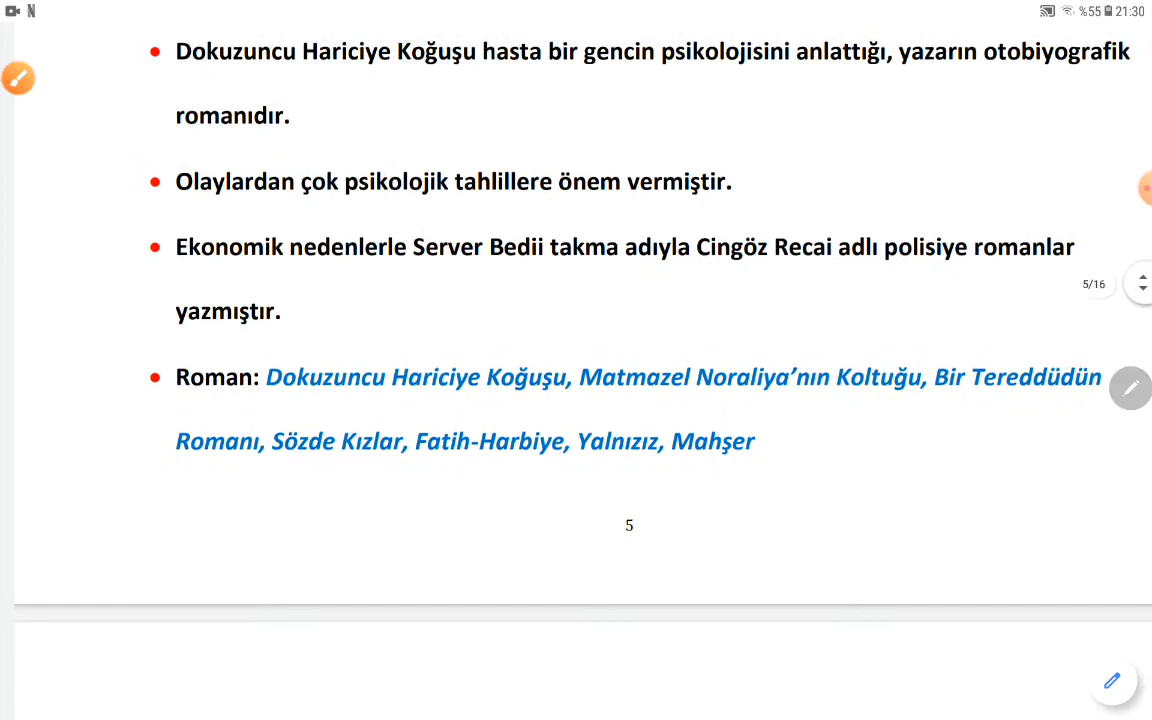 N %55 21:30
Dokuzuncu Hariciye Koğuşu hasta bir gencin psikolojisini anlattığı, yazarın otobiyografik
romanıdır.
Olaylardan çok psikolojik tahlillere önem vermiştir.
Ekonomik nedenlerle Server Bedii takma adıyla Cingöz Recai adlı polisiye romanlar
5/16
yazmıştır.
Roman: Dokuzuncu Hariciye Koğuşu, Matmazel Noraliya’nın Koltuğu, Bir Tereddüdün
Romanı, Sözde Kızlar, Fatih-Harbiye, Yalnızız, Mahşer
5